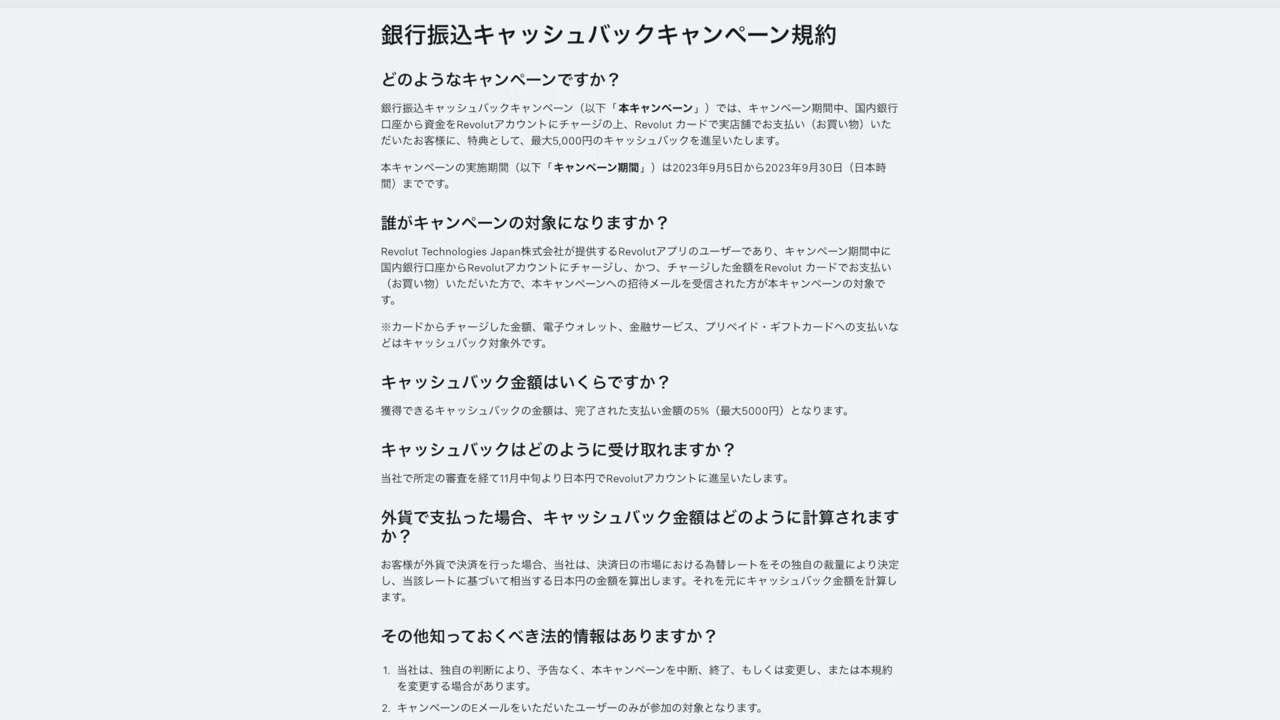 銀行振込キャッシュバックキャンペーン規約
どのようなキャンペーンですか？
銀行振込キャッシュバックキャンペーン（以下「本キャンペーン」）では、キャンペーン期間中、国内銀行
口座から資金をRevolutアカウントにチャージの上、Revolut カードで実店舗でお支払い（お買い物）いた
だいたお客様に、特典として、最大5,000円のキャッシュバックを進呈いたします。
本キャンペーンの実施期間（以下「キャンペーン期間」）は2023年9月5日から2023年9月30日（日本時
間）までです。
誰がキャンペーンの対象になりますか？
Revolut Technologies Japan株式会社が提供するRevolutアプリのユーザーであり、キャンペーン期間中に
国内銀行口座からRevolutアカウントにチャージし、かつ、チャージした金額をRevolut カードでお支払い
（お買い物）いただいた方で、本キャンペーンへの招待メールを受信された方が本キャンペーンの対象で
す。
※カードからチャージした金額、電子ウォレット、金融サービス、プリペイド・ギフトカードへの支払いな
どはキャッシュバック対象外です。
キャッシュバック金額はいくらですか？
獲得できるキャッシュバックの金額は、完了された支払い金額の5%（最大5000円）となります。
キャッシュバックはどのように受け取れますか？
当社で所定の審査を経て11月中旬より日本円でRevolutアカウントに進呈いたします。
外貨で支払った場合、キャッシュバック金額はどのように計算されます
か？
お客様が外貨で決済を行った場合、当社は、決済日の市場における為替レートをその独自の裁量により決定
し、当該レートに基づいて相当する日本円の金額を算出します。それを元にキャッシュバック金額を計算し
ます。
その他知っておくべき法的情報はありますか？
1. 当社は、独自の判断により、予告なく、本キャンペーンを中断、終了、もしくは変更し、または本規約
を変更する場合があります。
2. キャンペーンのEメールをいただいたユーザーのみが参加の対象となります。